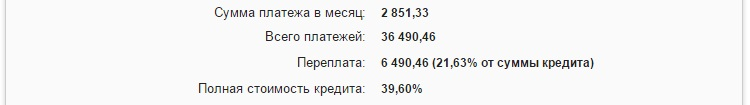 Сумма платежа в месяц: 2 851,33
Всего платежей: 36 490,46
Переплата: 6 490,46 (21,63% от суммы кредита)
Полная стоимость кредита: 39,60%